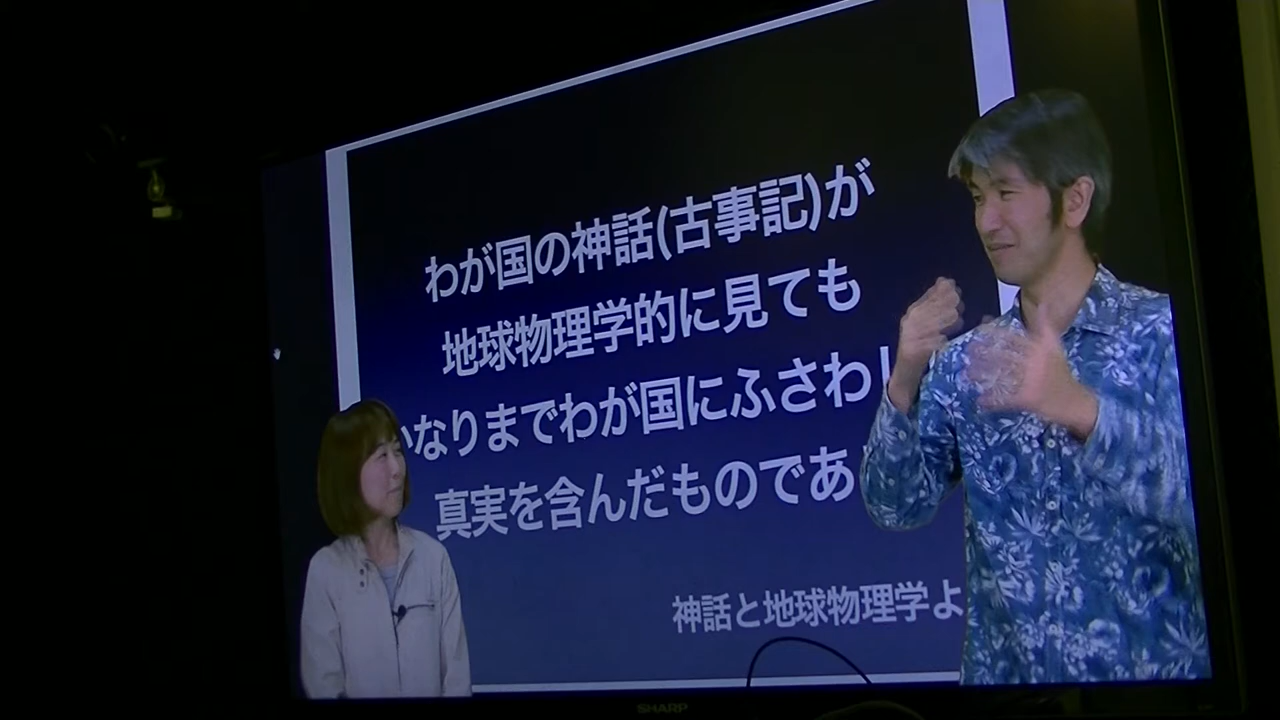 わが国の神話(古事記)が
地球物理学的に見ても
なりまでわが国にふさわし
真実を含んだものであ
神話と地球物理学よ
SHARP